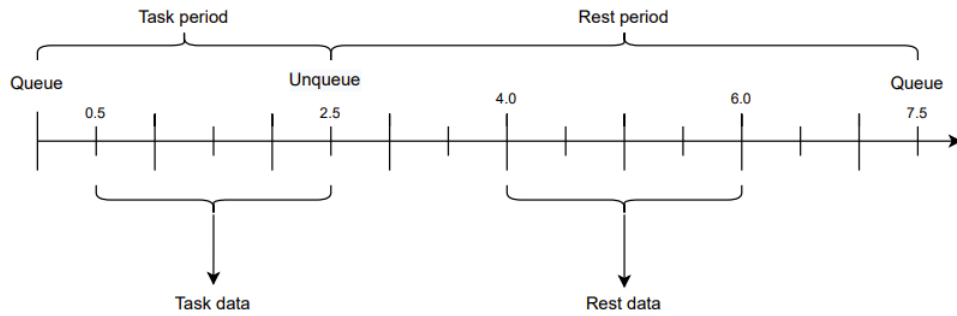 Task period
Rest period
Queue
Unqueue
Queue
0.5
2.5
4.0
6.0
7.5
Task data
Rest data